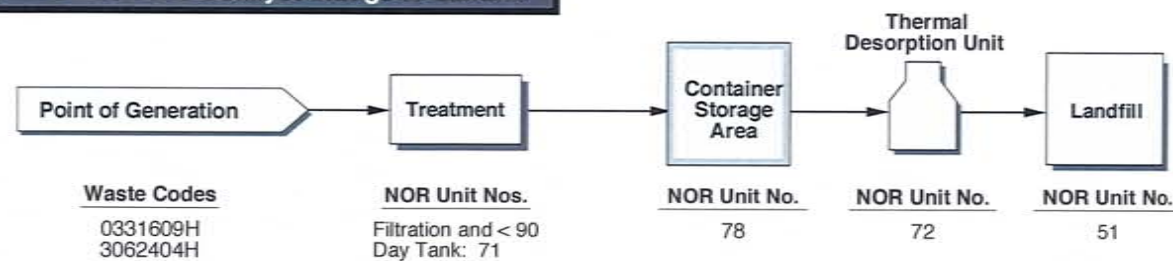 Thermal
Desorption Unit
Point of Generation
Treatment
Container
Storage
Area
Landfill
Waste Codes
0331609H
3062404H
NOR Unit Nos.
Filtration and < 90
Day Tank: 71
NOR Unit No.
78
NOR Unit No.
72
NOR Unit No.
51